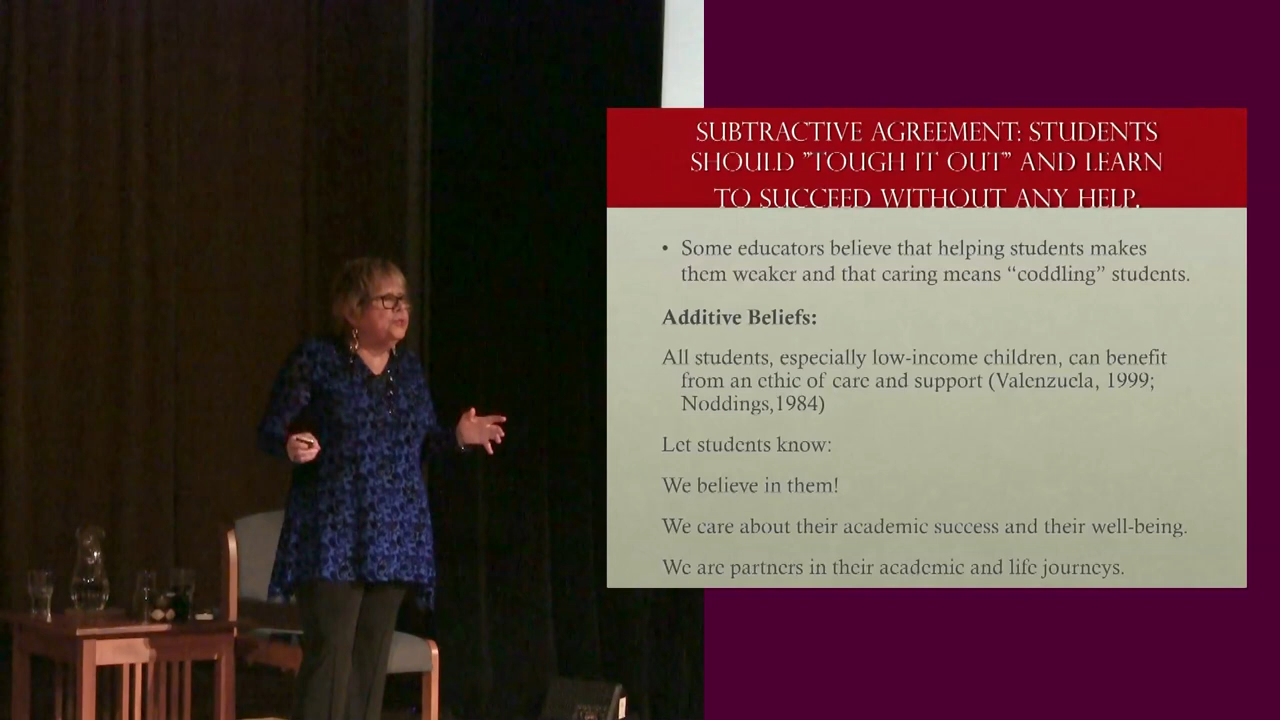 SUBTRACTIVE AGREEMENT: STUDENTS
SHOULD "TOUGH IT OUT" AND LEARN
TO SUCCEED WITHOUT ANY HELP.
• Some educators believe that helping students makes
them weaker and that caring means “coddling” students.
Additive Beliefs:
All students, especially low-income children, can benefit
from an ethic of care and support (Valenzuela, 1999;
Noddings,1984)
Let students know:
We believe in them!
We care about their academic success and their well-being.
We are partners in their academic and life journeys.